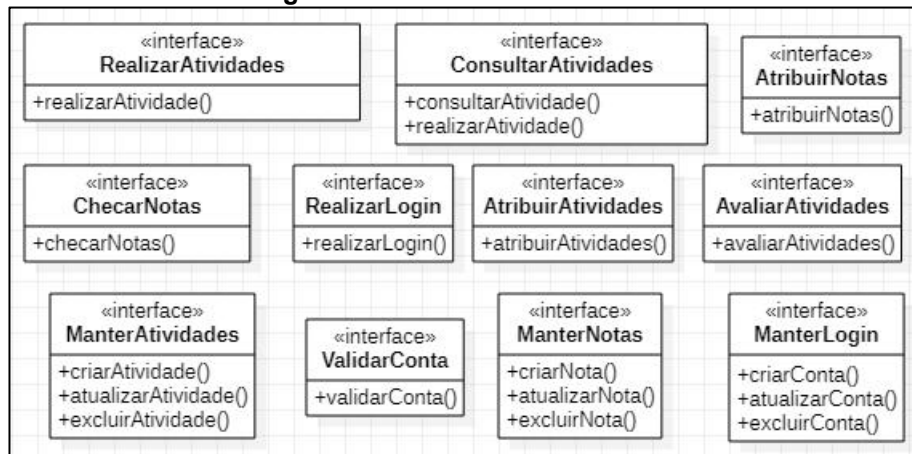 «interface»
RealizarAtividades
+realizarAtividade()
«interface»
ConsultarAtividades
+consultarAtividade()
+realizarAtividade()
«interface»
AtribuirNotas
+atribuirNotas()
«interface»
ChecarNotas
+checarNotas()
«interface»
RealizarLogin
+realizarLogin()
«interface»
AtribuirAtividades
+atribuirAtividades()
«interface»
AvaliarAtividades
+avaliarAtividades()
«interface»
ManterAtividades
+criarAtividade()
+atualizarAtividade()
+excluirAtividade()
«interface»
ValidarConta
+validarConta()
«interface»
ManterNotas
+criarNota()
+atualizarNota()
+excluirNota()
«interface»
ManterLogin
+criarConta()
+atualizarConta()
+excluirConta()